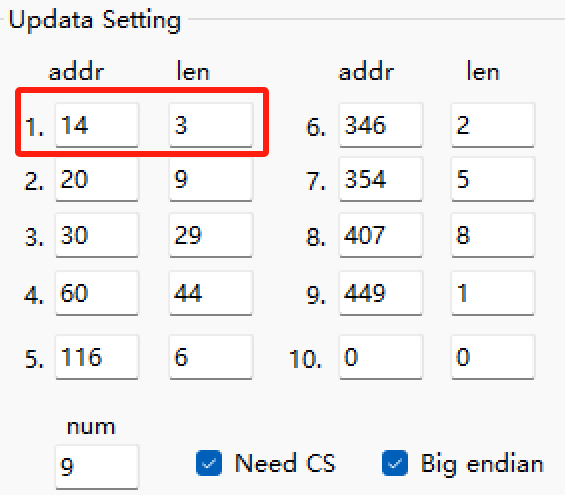 Updata Setting
addr len addr len
1. 14 3 6. 346 2
2. 20 9 7. 354 5
3. 30 29 8. 407 8
4. 60 44 9. 449 1
5. 116 6 10. 0 0
num
9 Need CS Big endian